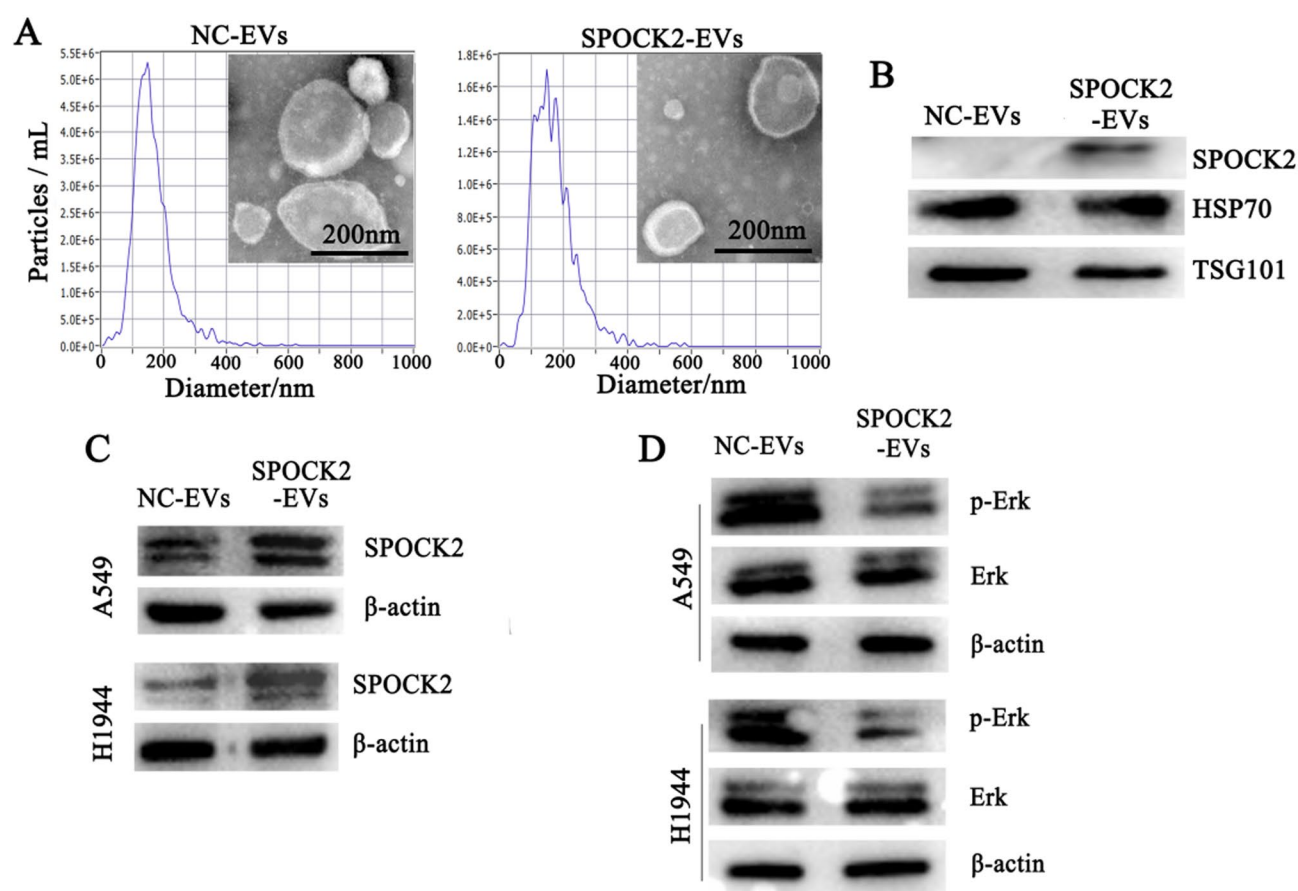 A
NC-EVs
Particles / mL
5.5E+6
5.0E+6
4.5E+6
4.0E+6
3.5E+6
3.0E+6
2.5E+6
2.0E+6
1.5E+6
1.0E+6
5.0E+5
0.0E+0
200nm
0 200 400 600 800 1000
Diameter/nm
SPOCK2-EVs
1.8E+6
1.6E+6
1.4E+6
1.2E+6
1.0E+6
8.0E+5
6.0E+5
4.0E+5
2.0E+5
0.0E+0
200nm
0 200 400 600 800 1000
Diameter/nm
B
NC-EVs
SPOCK2
-EVs
SPOCK2
HSP70
TSG101
C
NC-EVs
SPOCK2
-EVs
A549
SPOCK2
β-actin
H1944
SPOCK2
β-actin
D
NC-EVs
SPOCK2
-EVs
A549
p-Erk
Erk
β-actin
H1944
p-Erk
Erk
β-actin